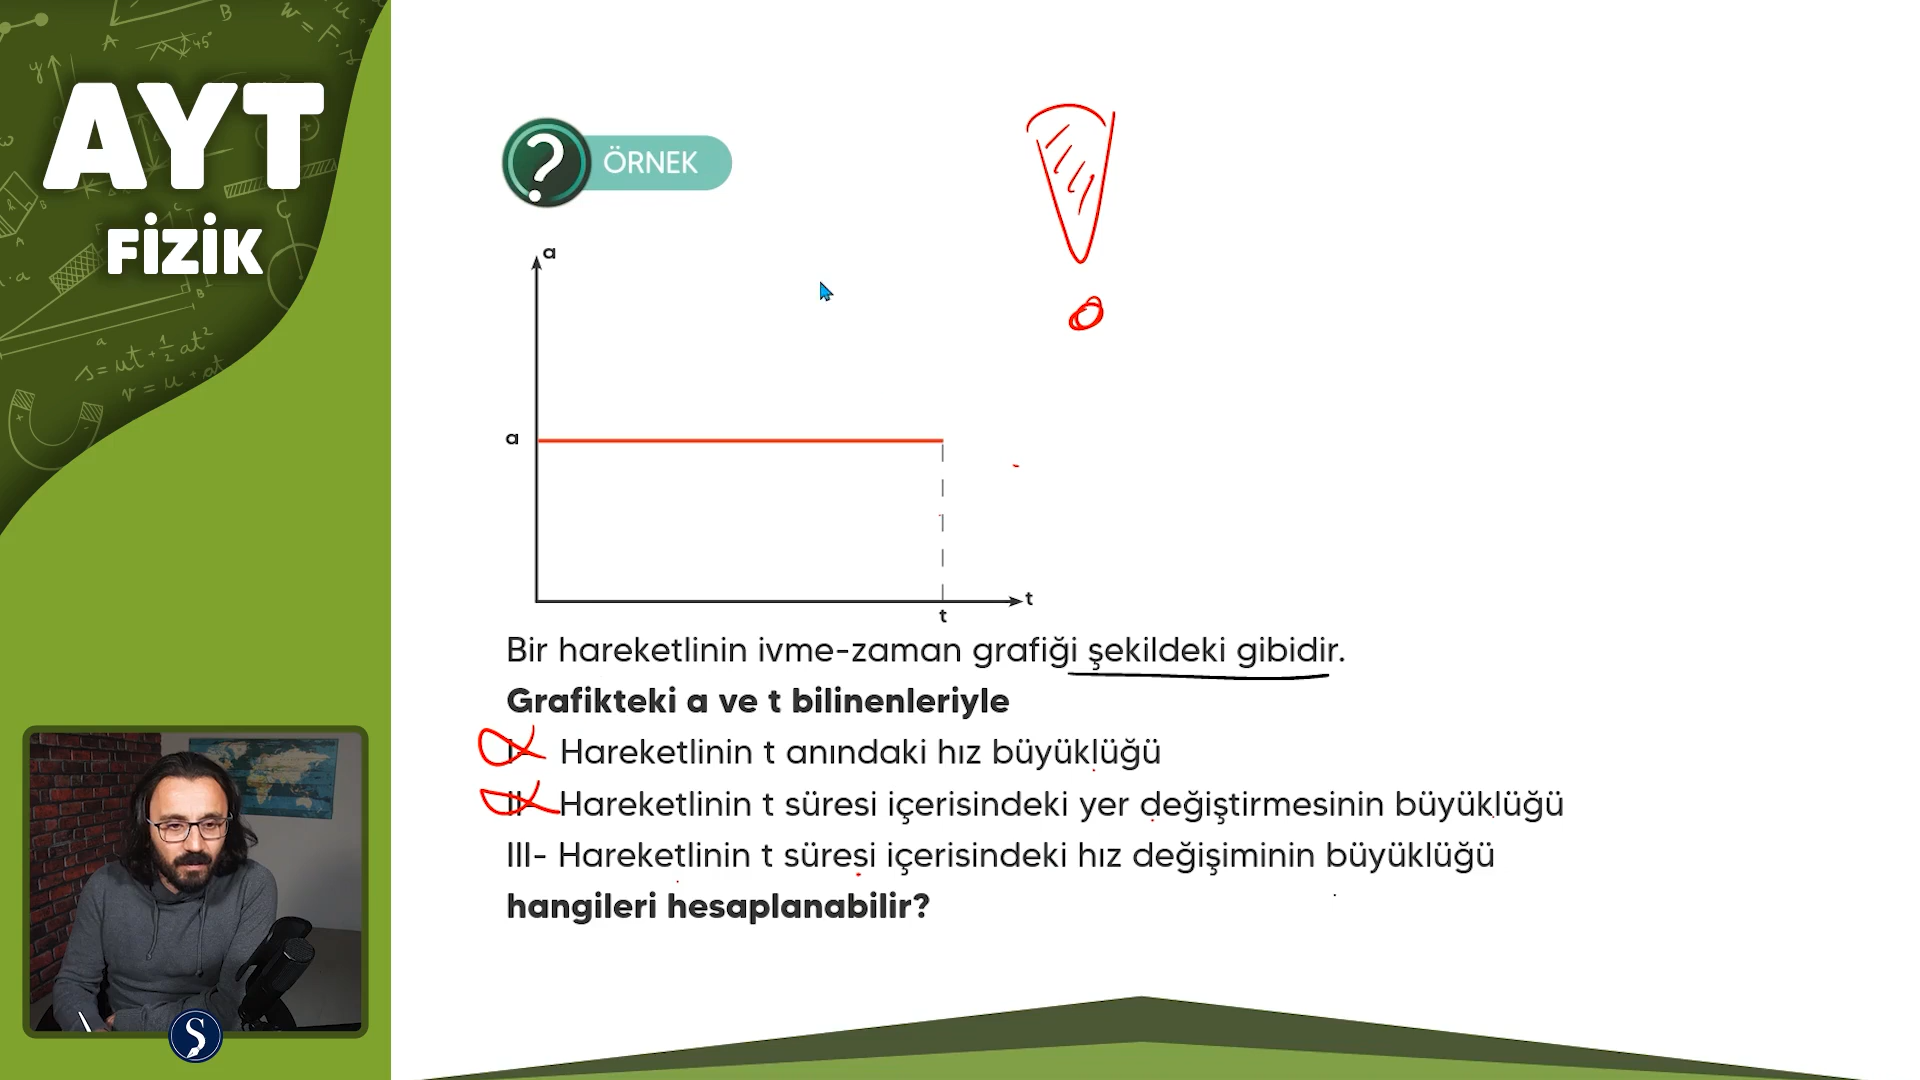 AYT
FİZİK
? ÖRNEK
a
a
t
t
Bir hareketlinin ivme-zaman grafiği şekildeki gibidir.
Grafikteki a ve t bilinenleriyle
I- Hareketlinin t anındaki hız büyüklüğü
II- Hareketlinin t süresi içerisindeki yer değiştirmesinin büyüklüğü
III- Hareketlinin t süresi içerisindeki hız değişiminin büyüklüğü
hangileri hesaplanabilir?
A
B
45°
y
B
a
s = ut + 1/2 at²
v = u + at
S